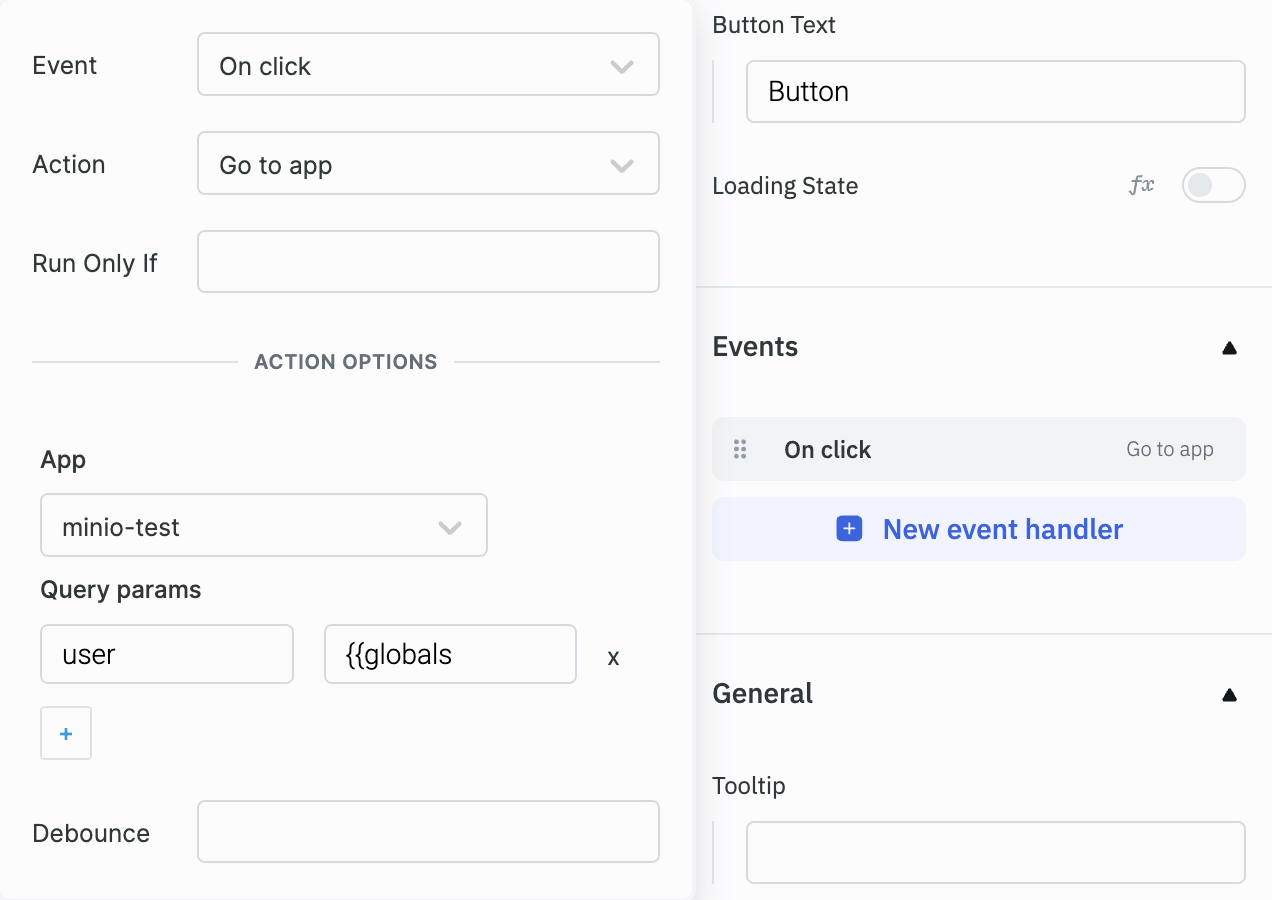 Event
On click
Action
Go to app
Run Only If
ACTION OPTIONS
App
minio-test
Query params
user
{{globals
x
+
Debounce
Button Text
Button
Loading State
fx
Events
On click
Go to app
+ New event handler
General
Tooltip